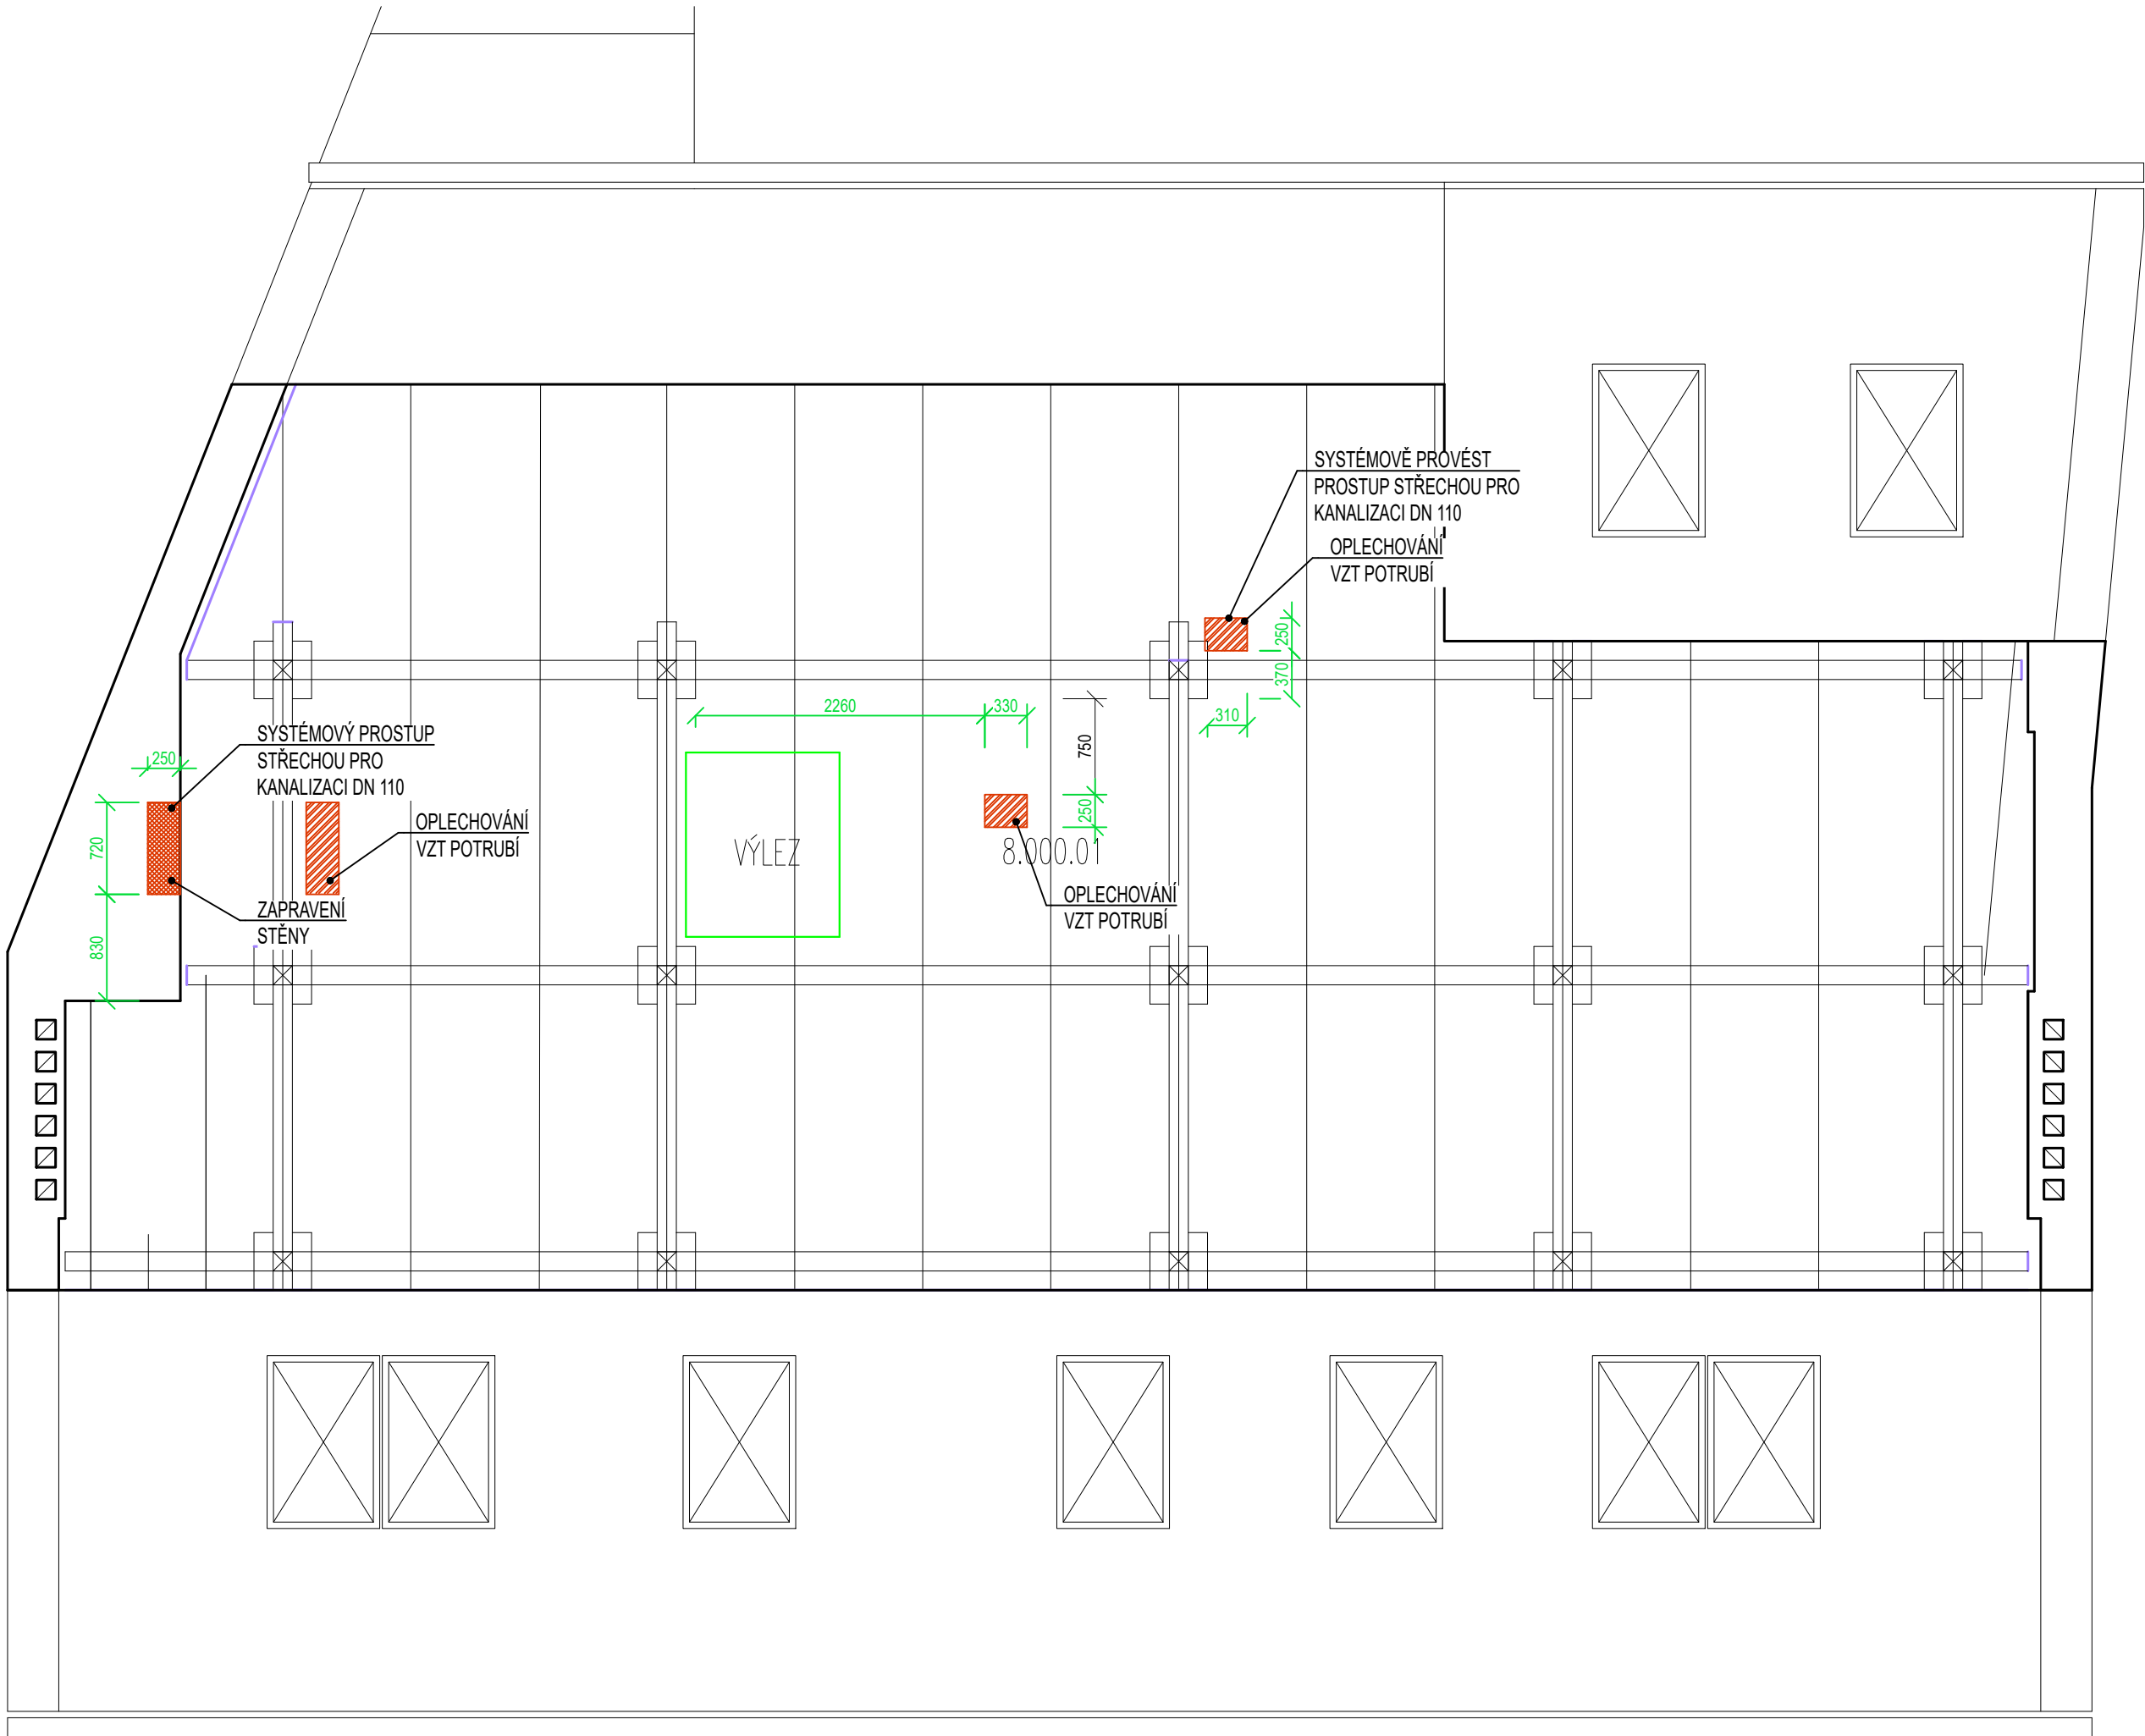 SYSTÉMOVĚ PROVÉST
PROSTUP STŘECHOU PRO
KANALIZACI DN 110
OPLECHOVÁNÍ
VZT POTRUBÍ
250
370
310
2260
330
750
250
SYSTÉMOVÝ PROSTUP
STŘECHOU PRO
KANALIZACI DN 110
250
OPLECHOVÁNÍ
VZT POTRUBÍ
720
VÝLEZ
8.000.01
OPLECHOVÁNÍ
VZT POTRUBÍ
ZAPRAVENÍ
STĚNY
830